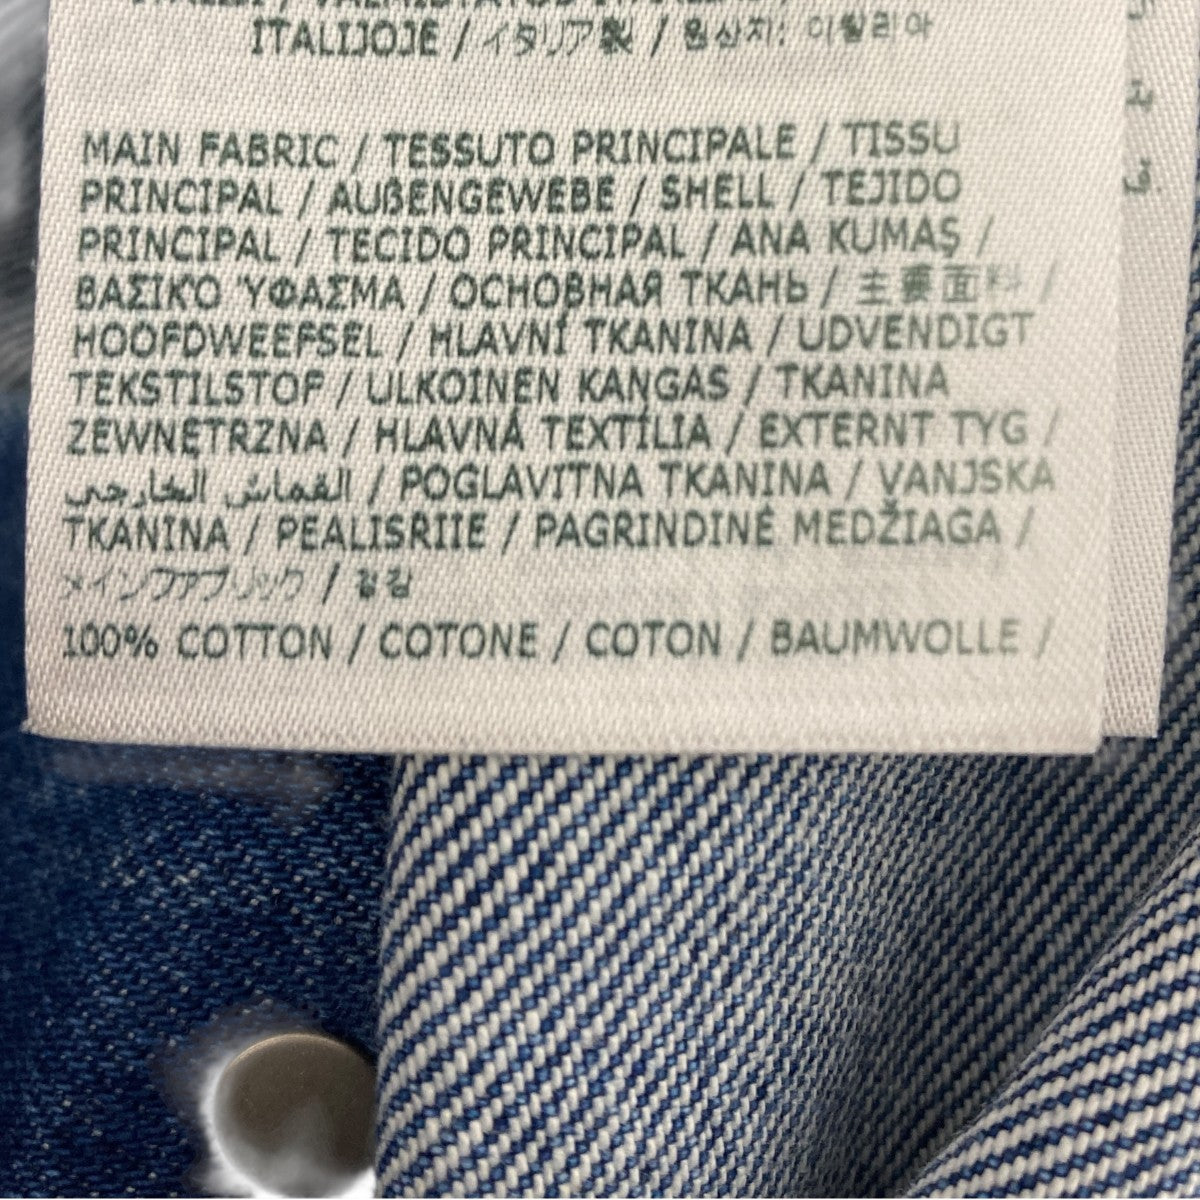 ITALIJOJE / イタリア製 / 원산지: 이탈리아
MAIN FABRIC / TESSUTO PRINCIPALE / TISSU
PRINCIPAL / AUßENGEWEBE / SHELL / TEJIDO
PRINCIPAL / TECIDO PRINCIPAL / ANA KUMAŞ /
ΒΑΣΙΚΟ ΎΦΑΣΜΑ / ОСНОВНАЯ ТКАНЬ / 主要面料 /
HOOFDWEEFSEL / HLAVNÍ TKANINA / UDVENDIGT
TEKSTILSTOF / ULKOINEN KANGAS / TKANINA
ZEWNĘTRZNA / HLAVNÁ TEXTÍLIA / EXTERNT TYG /
القماش الخارجي / POGLAVITNA TKANINA / VANJSKA
TKANINA / PEALISRIIE / PAGRINDINĖ MEDŽIAGA /
メインファブリック / 겉감
100% COTTON / COTONE / COTON / BAUMWOLLE /